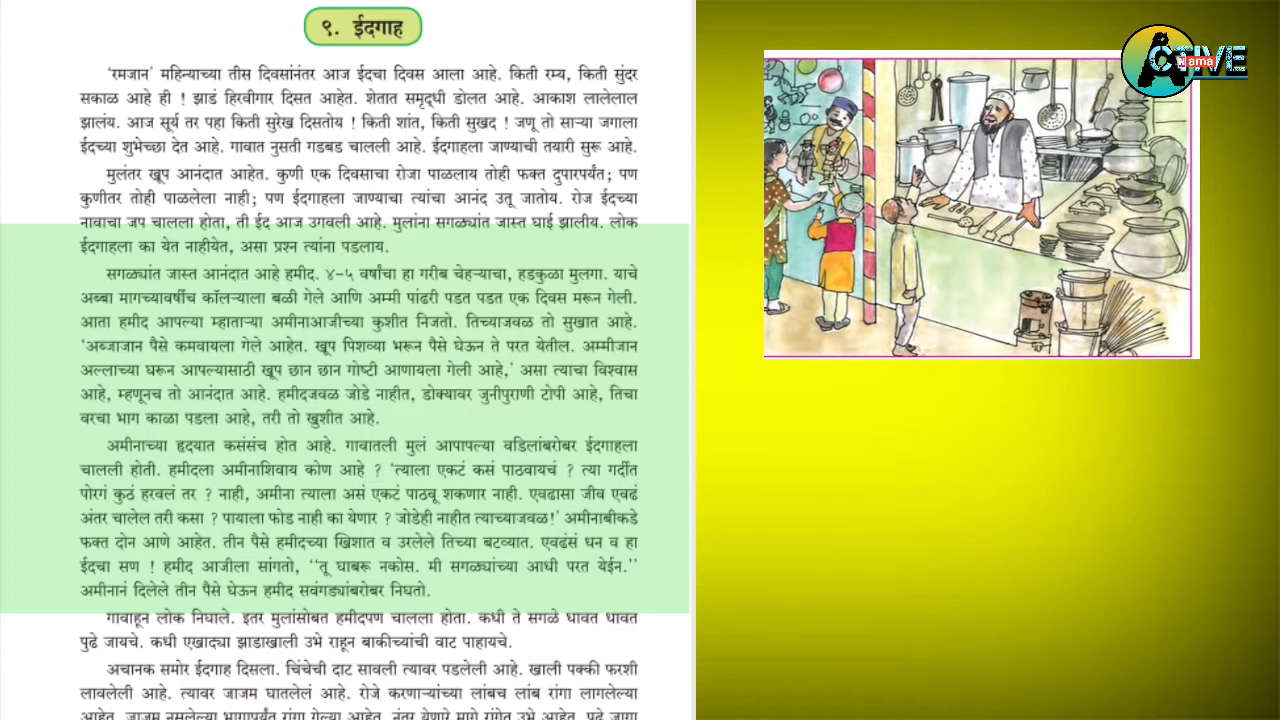 ९. ईदगाह
‘रमजान’ महिन्याच्या तीस दिवसांनंतर आज ईदचा दिवस आला आहे. किती रम्य, किती सुंदर
सकाळ आहे ही ! झाडं हिरवीगार दिसत आहेत. शेतात समृद्धी डोलत आहे. आकाश लालेलाल
झालंय. आज सूर्य तर पहा किती सुरेख दिसतोय ! किती शांत, किती सुखद ! जणू तो साऱ्या जगाला
ईदच्या शुभेच्छा देत आहे. गावात नुसती गडबड चालली आहे. ईदगाहला जाण्याची तयारी सुरू आहे.
मुलंतर खूप आनंदात आहेत. कुणी एक दिवसाचा रोजा पाळलाय तोही फक्त दुपारपर्यंत; पण
कुणीतर तोही पाळलेला नाही; पण ईदगाहला जाण्याचा त्यांचा आनंद उतू जातोय. रोज ईदच्या
नावाचा जप चालला होता, ती ईद आज उगवली आहे. मुलांना सगळ्यांत जास्त घाई झालीय. लोक
ईदगाहला का येत नाहीयेत, असा प्रश्न त्यांना पडलाय.
सगळ्यांत जास्त आनंदात आहे हमीद. ४-५ वर्षांचा हा गरीब चेहऱ्याचा, हडकुळा मुलगा. याचे
अब्बा मागच्यावर्षीच कॉलऱ्याला बळी गेले आणि अम्मी पांढरी पडत पडत एक दिवस मरून गेली.
आता हमीद आपल्या म्हाताऱ्या अमीनाआजीच्या कुशीत निजतो. तिच्याजवळ तो सुखात आहे.
‘अब्जाजान पैसे कमवायला गेले आहेत. खूप पिशव्या भरून पैसे घेऊन ते परत येतील. अम्मीजान
अल्लाच्या घरून आपल्यासाठी खूप छान छान गोष्टी आणायला गेली आहे,’ असा त्याचा विश्वास
आहे, म्हणूनच तो आनंदात आहे. हमीदजवळ जोडे नाहीत, डोक्यावर जुनीपुराणी टोपी आहे, तिचा
वरचा भाग काळा पडला आहे, तरी तो खुशीत आहे.
अमीनाच्या हृदयात कसंसंच होत आहे. गावातली मुलं आपापल्या वडिलांबरोबर ईदगाहला
चालली होती. हमीदला अमीनाशिवाय कोण आहे ? ‘त्याला एकटं कसं पाठवायचं ? त्या गर्दीत
पोरगं कुठं हरवलं तर ? नाही, अमीना त्याला असं एकटं पाठवू शकणार नाही. एवढासा जीव एवढं
अंतर चालेल तरी कसा ? पायाला फोड नाही का येणार ? जोडेही नाहीत त्याच्याजवळ!’ अमीनाबीकडे
फक्त दोन आणे आहेत. तीन पैसे हमीदच्या खिशात व उरलेले तिच्या बटव्यात. एवढंसं धन व हा
ईदचा सण ! हमीद आजीला सांगतो, ‘‘तू घाबरू नकोस. मी सगळ्यांच्या आधी परत येईन.’’
अमीनानं दिलेले तीन पैसे घेऊन हमीद सवंगड्यांबरोबर निघतो.
गावाहून लोक निघाले. इतर मुलांसोबत हमीदपण चालला होता. कधी ते सगळे धावत धावत
पुढे जायचे. कधी एखाद्या झाडाखाली उभे राहून बाकीच्यांची वाट पाहायचे.
अचानक समोर ईदगाह दिसला. चिंचेची दाट सावली त्यावर पडलेली आहे. खाली पक्की फरशी
लावलेली आहे. त्यावर जाजम घातलेलं आहे. रोजे करणाऱ्यांच्या लांबच लांब रांगा लागलेल्या
आहेत. जाजम नसलेल्या भागापर्यंत रांगा गेल्या आहेत. नंतर येणारे मागे रांगेत उभे आहेत. पुढे जागा
ACTIVE
Nama